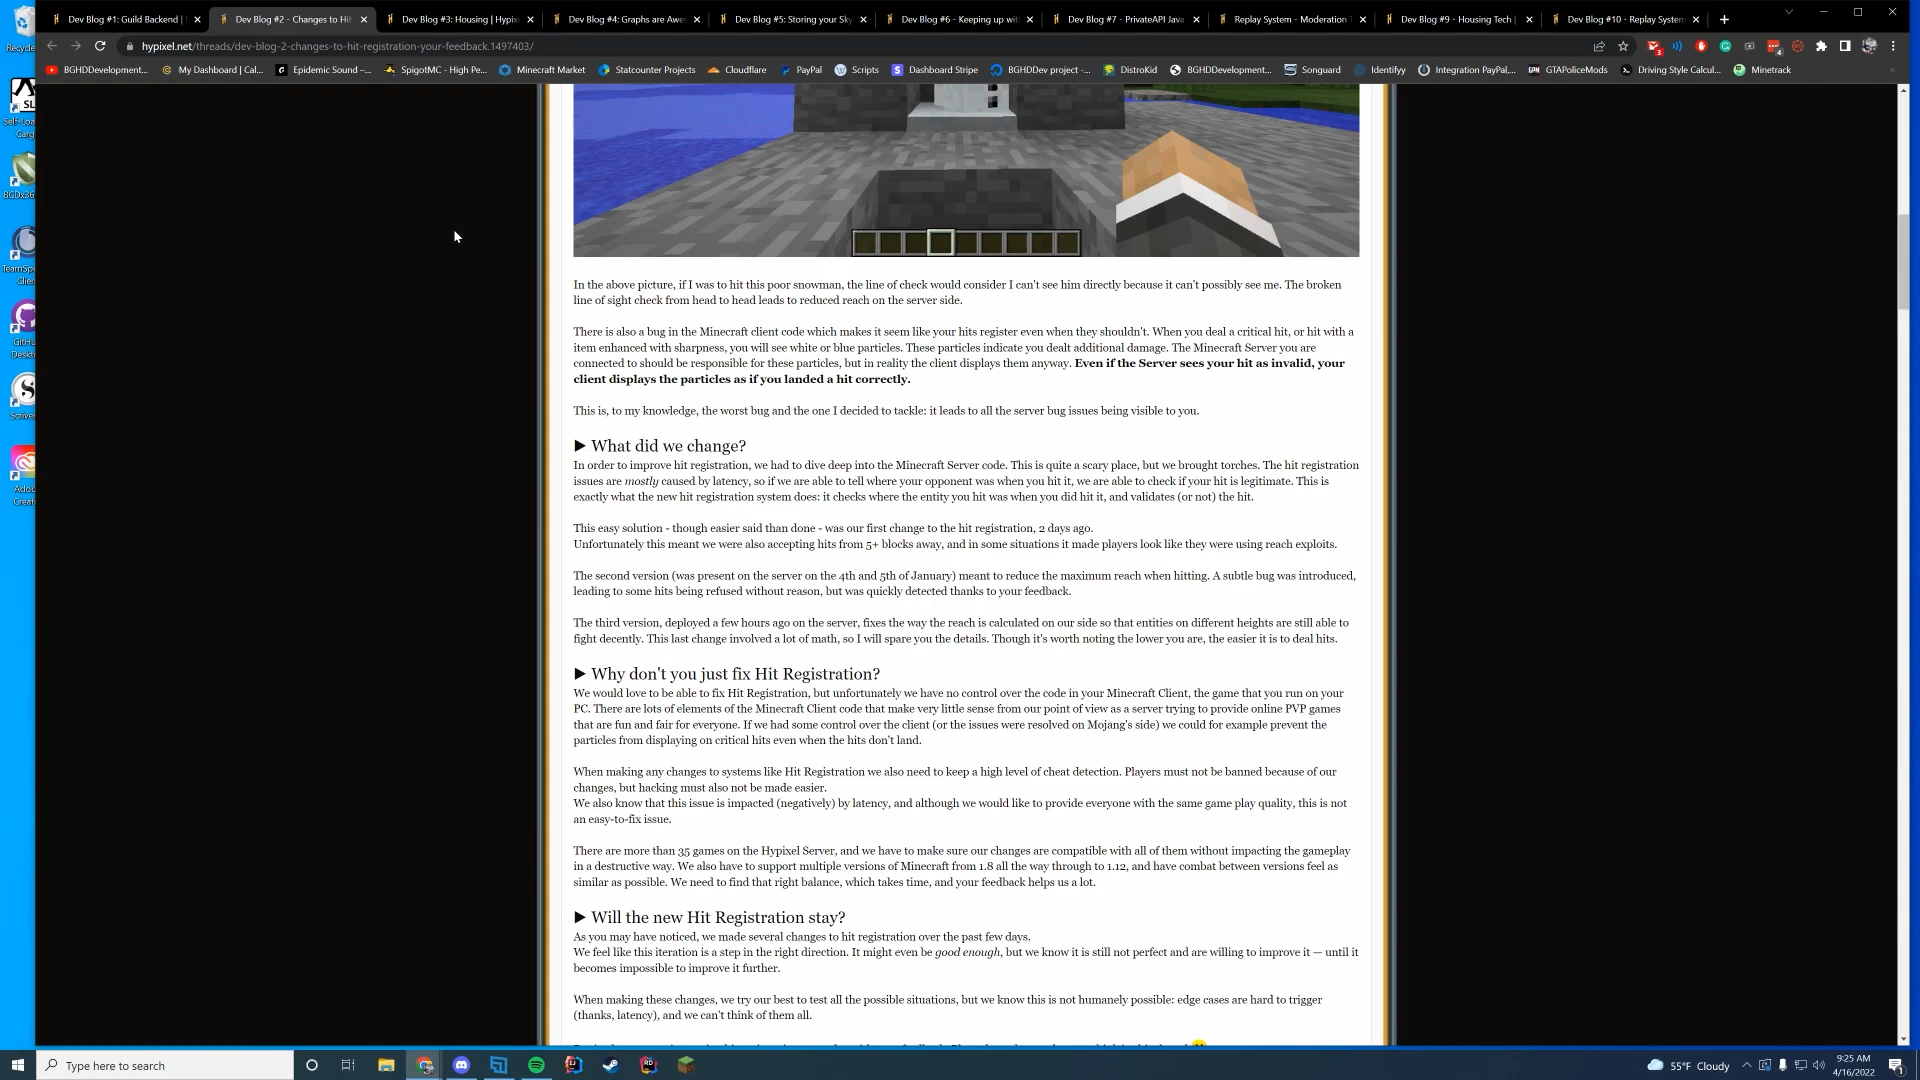 Dev Blog #1: Guild Backend |
Dev Blog #2 - Changes to Hit
Dev Blog #3: Housing | Hypixe
Dev Blog #4: Graphs are Awes
Dev Blog #5: Storing your Sky
Dev Blog #6 - Keeping up with
Dev Blog #7 - PrivateAPI Java
Replay System - Moderation
Dev Blog #9 - Housing Tech |
Dev Blog #10 - Replay System
hypixel.net/threads/dev-blog-2-changes-to-hit-registration-your-feedback.1497403/
BGHDDevelopment...
My Dashboard | Cal...
Epidemic Sound –...
SpigotMC - High Pe...
Minecraft Market
Statcounter Projects
Cloudflare
PayPal
Scripts
Dashboard Stripe
BGHDDev project -...
DistroKid
BGHDDevelopment...
Songuard
Identifyy
Integration PayPal,...
GTAPoliceMods
Driving Style Calcul...
Minetrack
In the above picture, if I was to hit this poor snowman, the line of check would consider I can't see him directly because it can't possibly see me. The broken
line of sight check from head to head leads to reduced reach on the server side.
There is also a bug in the Minecraft client code which makes it seem like your hits register even when they shouldn't. When you deal a critical hit, or hit with a
item enhanced with sharpness, you will see white or blue particles. These particles indicate you dealt additional damage. The Minecraft Server you are
connected to should be responsible for these particles, but in reality the client displays them anyway. Even if the Server sees your hit as invalid, your
client displays the particles as if you landed a hit correctly.
This is, to my knowledge, the worst bug and the one I decided to tackle: it leads to all the server bug issues being visible to you.
► What did we change?
In order to improve hit registration, we had to dive deep into the Minecraft Server code. This is quite a scary place, but we brought torches. The hit registration
issues are mostly caused by latency, so if we are able to tell where your opponent was when you hit it, we are able to check if your hit is legitimate. This is
exactly what the new hit registration system does: it checks where the entity you hit was when you did hit it, and validates (or not) the hit.
This easy solution - though easier said than done - was our first change to the hit registration, 2 days ago.
Unfortunately this meant we were also accepting hits from 5+ blocks away, and in some situations it made players look like they were using reach exploits.
The second version (was present on the server on the 4th and 5th of January) meant to reduce the maximum reach when hitting. A subtle bug was introduced,
leading to some hits being refused without reason, but was quickly detected thanks to your feedback.
The third version, deployed a few hours ago on the server, fixes the way the reach is calculated on our side so that entities on different heights are still able to
fight decently. This last change involved a lot of math, so I will spare you the details. Though it's worth noting the lower you are, the easier it is to deal hits.
► Why don't you just fix Hit Registration?
We would love to be able to fix Hit Registration, but unfortunately we have no control over the code in your Minecraft Client, the game that you run on your
PC. There are lots of elements of the Minecraft Client code that make very little sense from our point of view as a server trying to provide online PVP games
that are fun and fair for everyone. If we had some control over the client (or the issues were resolved on Mojang's side) we could for example prevent the
particles from displaying on critical hits even when the hits don't land.
When making any changes to systems like Hit Registration we also need to keep a high level of cheat detection. Players must not be banned because of our
changes, but hacking must also not be made easier.
We also know that this issue is impacted (negatively) by latency, and although we would like to provide everyone with the same game play quality, this is not
an easy-to-fix issue.
There are more than 35 games on the Hypixel Server, and we have to make sure our changes are compatible with all of them without impacting the gameplay
in a destructive way. We also have to support multiple versions of Minecraft from 1.8 all the way through to 1.12, and have combat between versions feel as
similar as possible. We need to find that right balance, which takes time, and your feedback helps us a lot.
► Will the new Hit Registration stay?
As you may have noticed, we made several changes to hit registration over the past few days.
We feel like this iteration is a step in the right direction. It might even be good enough, but we know it is still not perfect and are willing to improve it — until it
becomes impossible to improve it further.
When making these changes, we try our best to test all the possible situations, but we know this is not humanely possible: edge cases are hard to trigger
(thanks, latency), and we can't think of them all.
Type here to search
55°F Cloudy
9:25 AM
4/16/2022